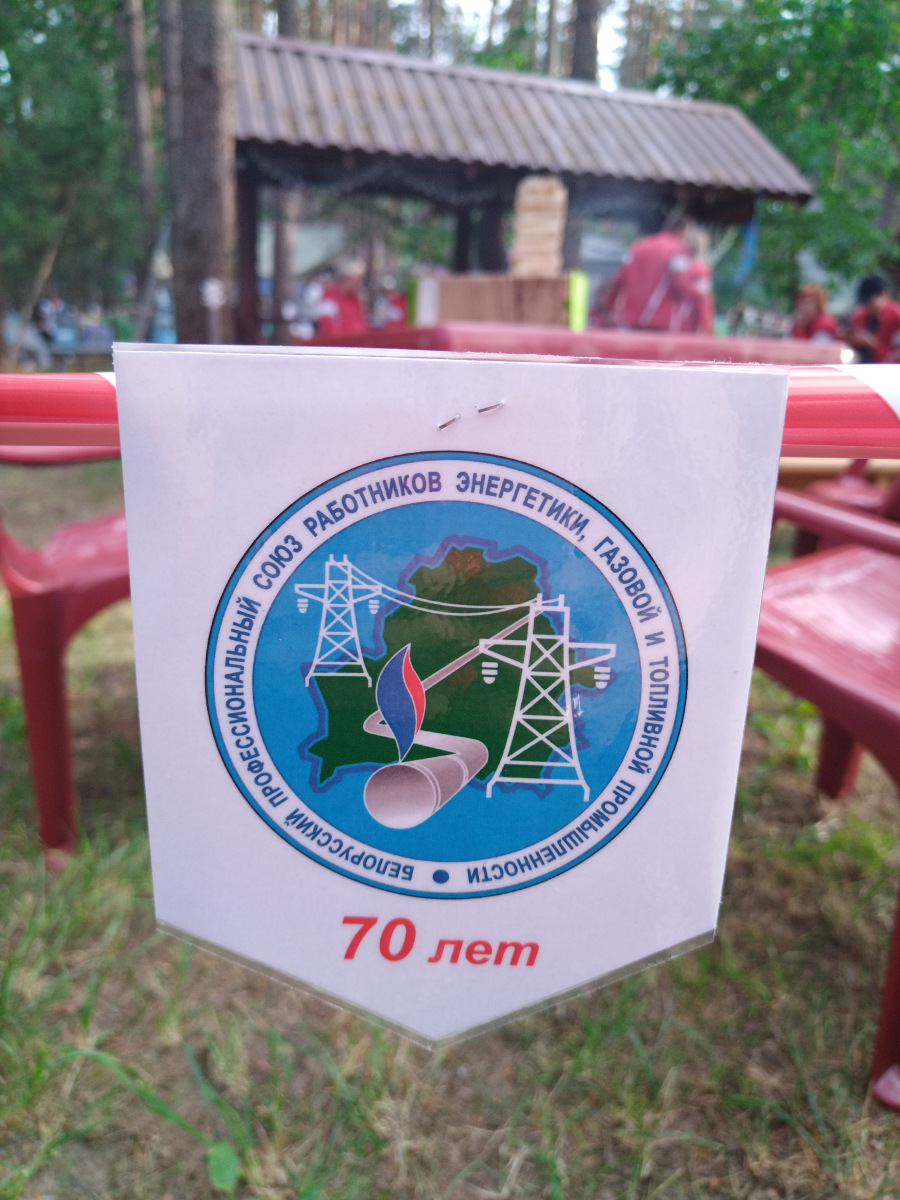 БЕЛОРУССКИЙ ПРОФЕССИОНАЛЬНЫЙ СОЮЗ РАБОТНИКОВ ЭНЕРГЕТИКИ, ГАЗОВОЙ И ТОПЛИВНОЙ ПРОМЫШЛЕННОСТИ
70 лет